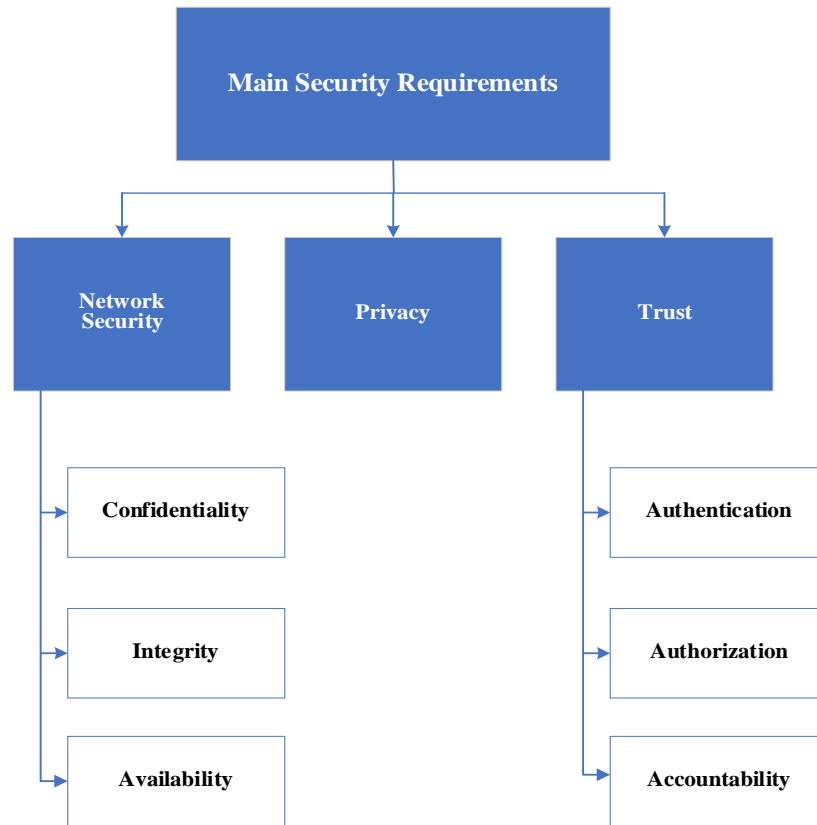 Main Security Requirements
Network
Security
Privacy
Trust
Confidentiality
Authentication
Integrity
Authorization
Availability
Accountability